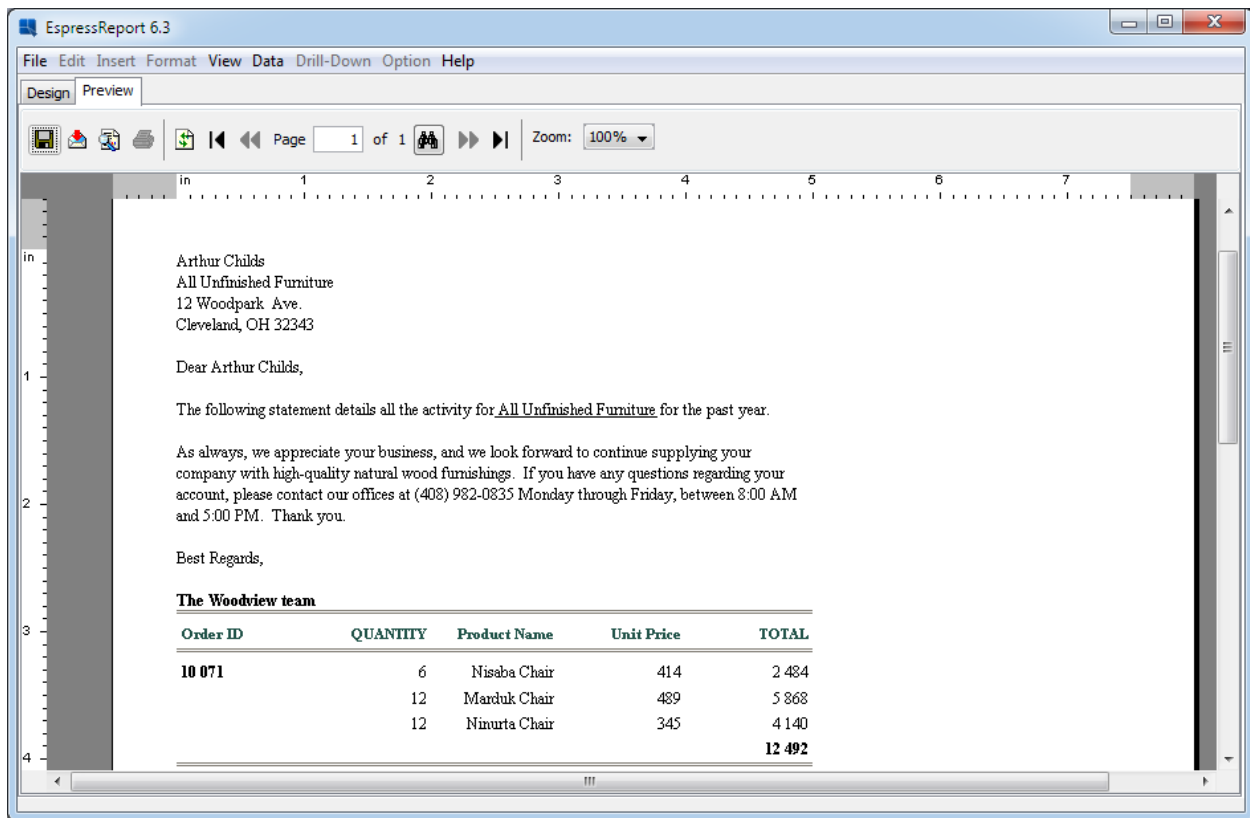 EspressReport 6.3
File Edit Insert Format View Data Drill-Down Option Help
Design Preview
Page 1 of 1 Zoom: 100%
in 1 2 3 4 5 6 7
in
Arthur Childs
All Unfinished Furniture
12 Woodpark Ave.
Cleveland, OH 32343
Dear Arthur Childs,
1
The following statement details all the activity for All Unfinished Furniture for the past year.
As always, we appreciate your business, and we look forward to continue supplying your
company with high-quality natural wood furnishings. If you have any questions regarding your
account, please contact our offices at (408) 982-0835 Monday through Friday, between 8:00 AM
2
and 5:00 PM. Thank you.
Best Regards,
The Woodview team
3
Order ID QUANTITY Product Name Unit Price TOTAL
10 071 6 Nisaba Chair 414 2 484
12 Marduk Chair 489 5 868
12 Ninurta Chair 345 4 140
12 492
4